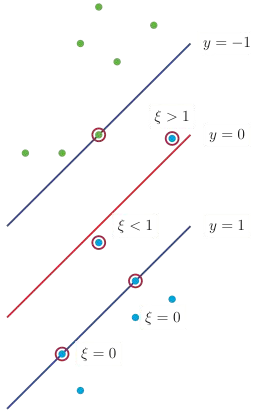 y = −1
ξ > 1
y = 0
ξ < 1
y = 1
ξ = 0
ξ = 0